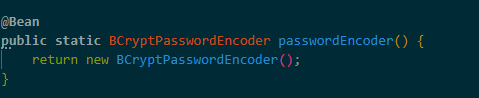 @Bean
public static BCryptPasswordEncoder passwordEncoder() {
    return new BCryptPasswordEncoder();
}